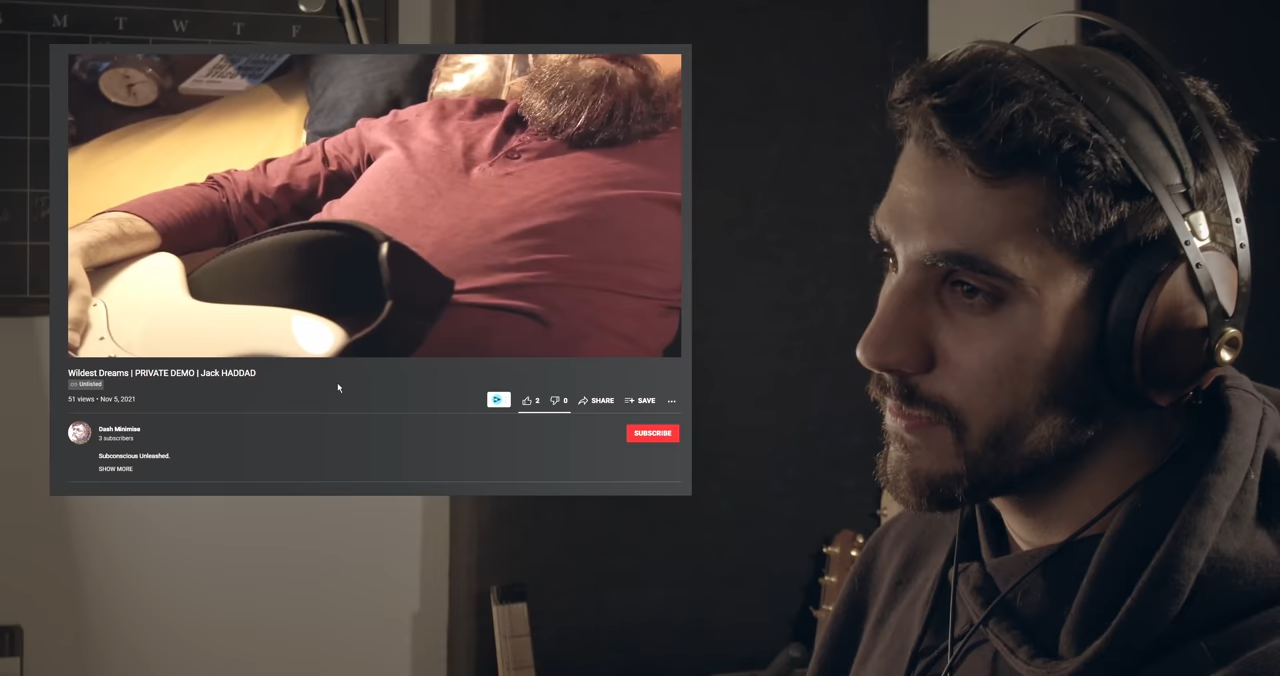 M T W T F
Wildest Dreams | PRIVATE DEMO | Jack HADDAD
Unlisted
51 views • Nov 5, 2021
2 0 SHARE SAVE ...
Dash Minimise
3 subscribers
SUBSCRIBE
Subconscious Unleashed.
SHOW MORE